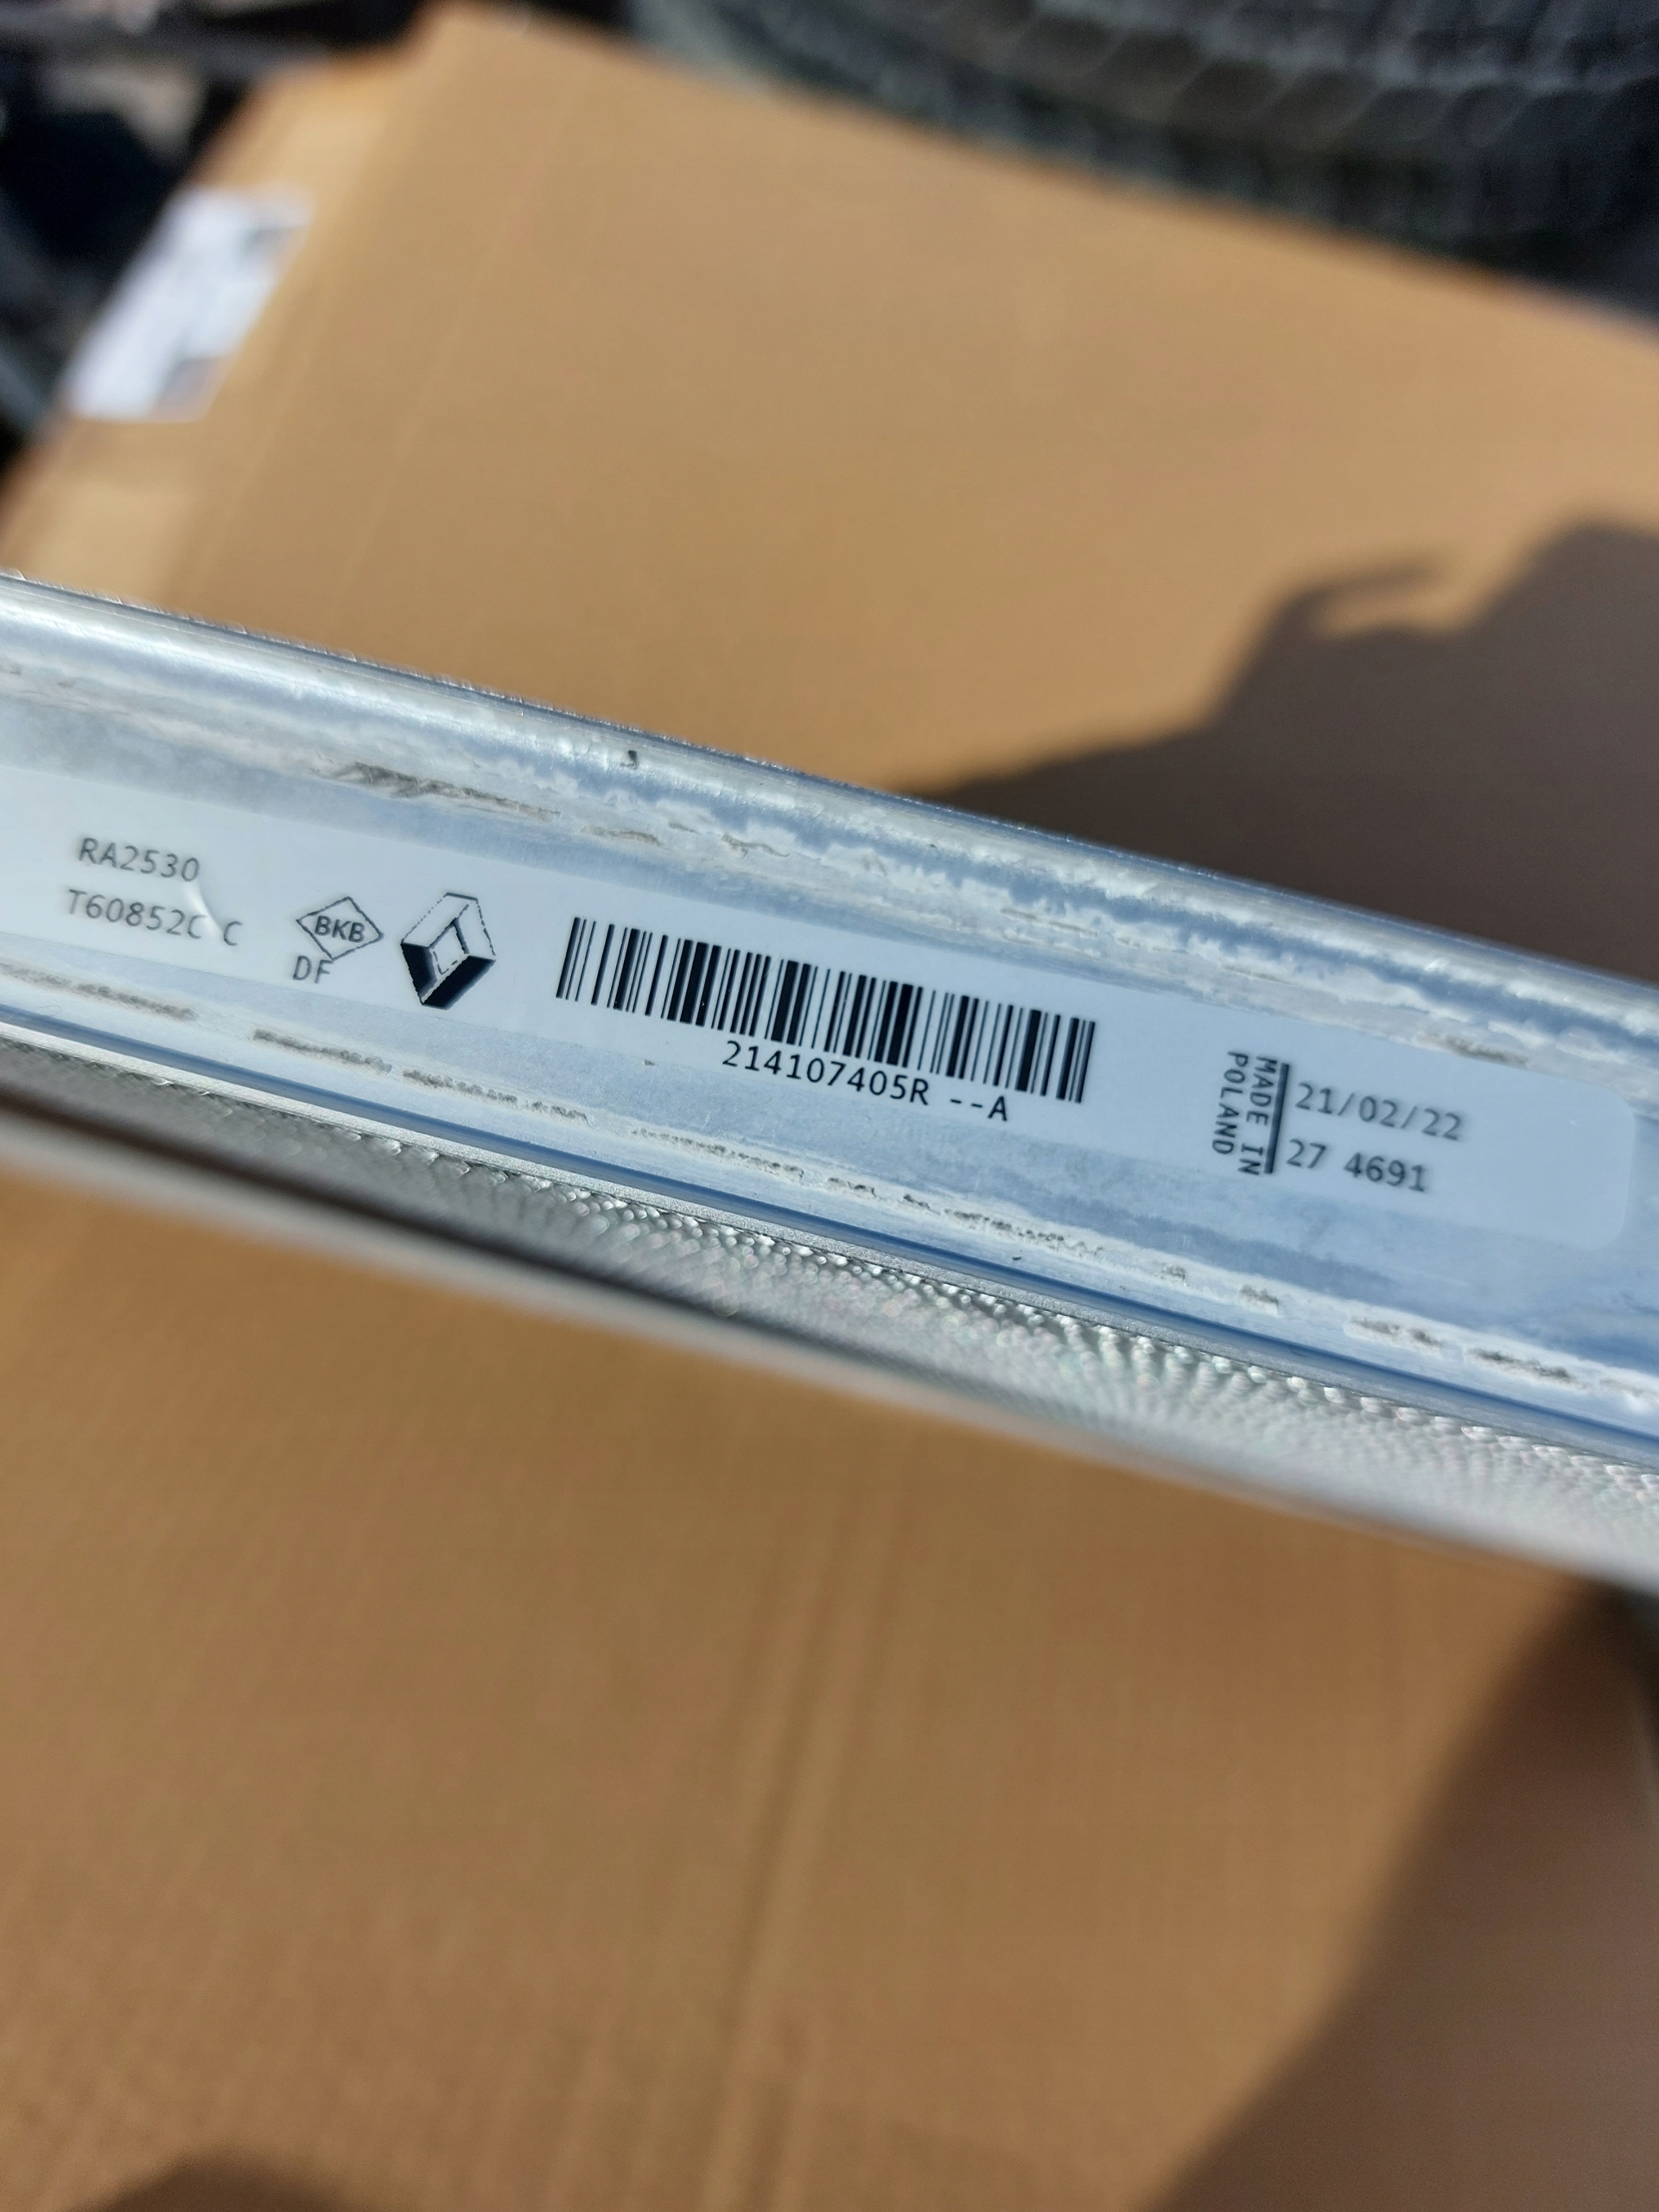 RA2530
T60852C C
BKB
DF
214107405R --A
MADE IN
POLAND
21/02/22
27 4691